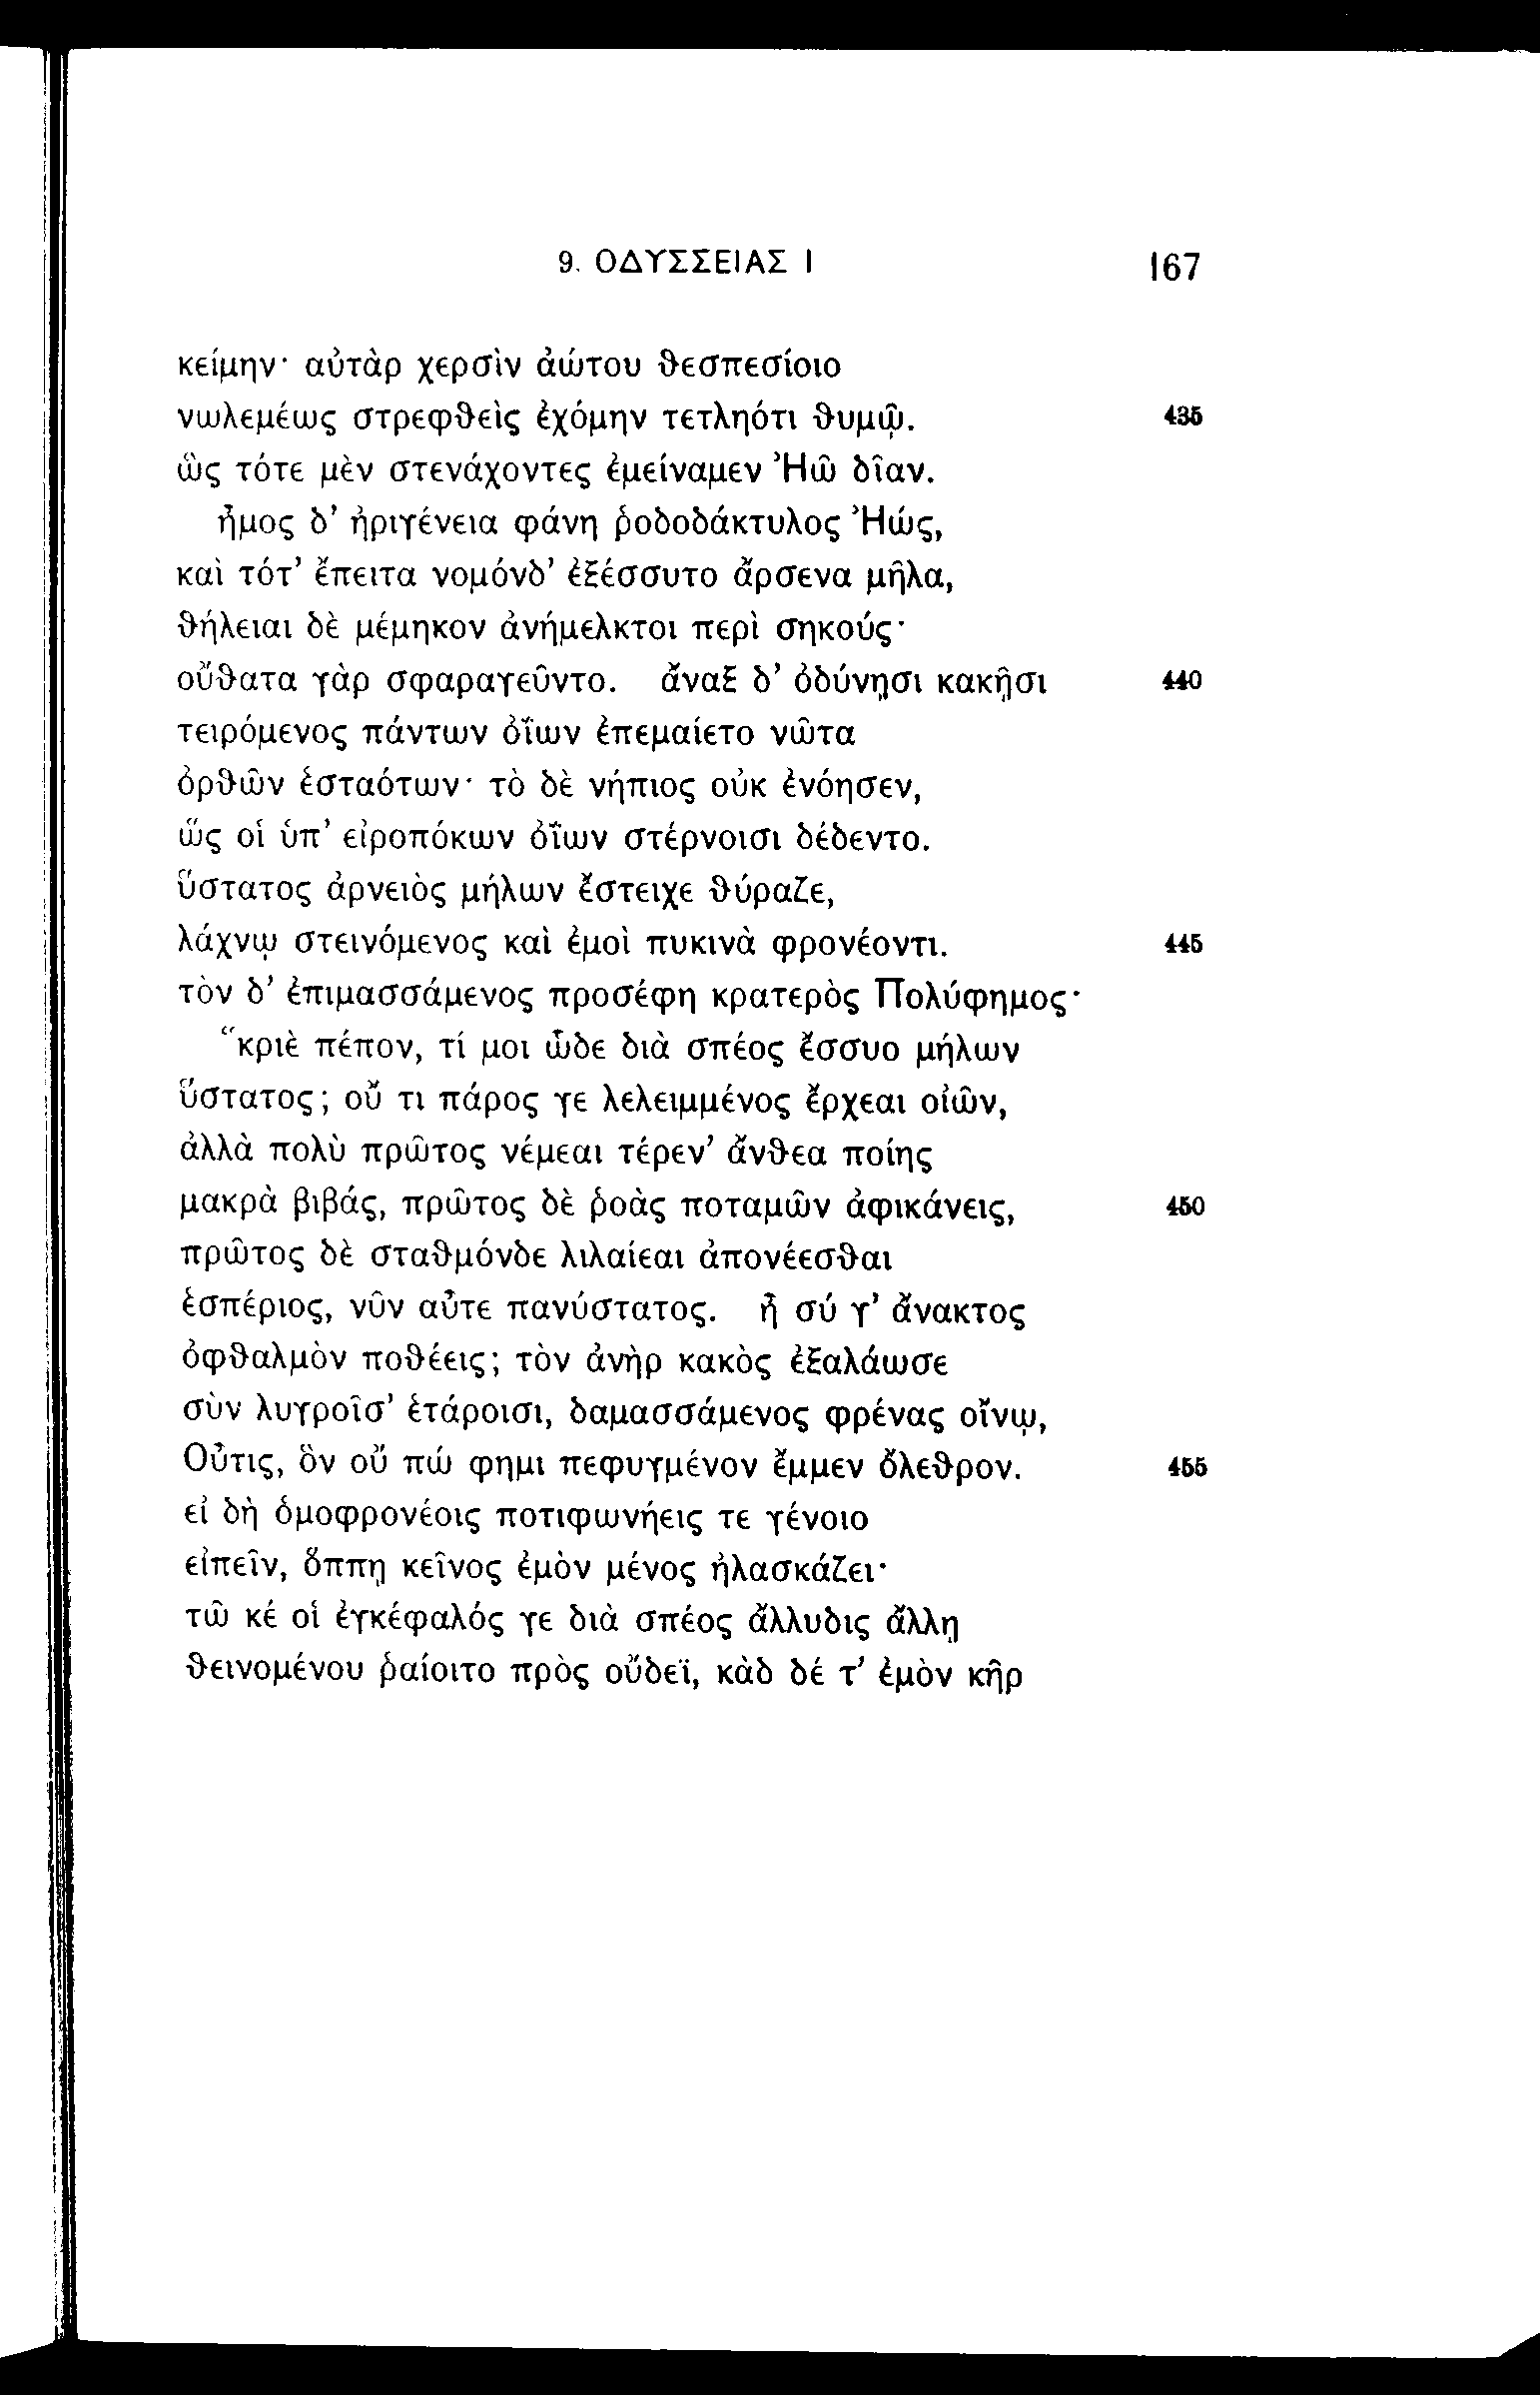 9. ΟΔΥΣΣΕΙΑΣ Ι 167
κείμην· αὐτὰρ χερσὶν ἀώτου θεσπεσίοιο
νωλεμέως στρεφθεὶς ἐχόμην τετληότι θυμῷ. 435
ὣς τότε μὲν στενάχοντες ἐμείναμεν Ἠῶ δῖαν.
ἦμος δ’ ἠριγένεια φάνη ῥοδοδάκτυλος Ἠώς,
καὶ τότ’ ἔπειτα νομόνδ’ ἐξέσσυτο ἄρσενα μῆλα,
θήλειαι δὲ μέμηκον ἀνήμελκτοι περὶ σηκούς·
οὔθατα γὰρ σφαραγεῦντο. ἄναξ δ’ ὀδύνῃσι κακῇσι 440
τειρόμενος πάντων ὀΐων ἐπεμαίετο νῶτα
ὀρθῶν ἑσταότων· τὸ δὲ νήπιος οὐκ ἐνόησεν,
ὥς οἱ ὑπ’ εἰροπόκων ὀΐων στέρνοισι δέδεντο.
ὕστατος ἀρνειὸς μήλων ἔστειχε θύραζε,
λάχνῳ στεινόμενος καὶ ἐμοὶ πυκινὰ φρονέοντι. 445
τὸν δ’ ἐπιμασσάμενος προσέφη κρατερὸς Πολύφημος·
“κριὲ πέπον, τί μοι ὧδε διὰ σπέος ἔσσυο μήλων
ὕστατος; οὔ τι πάρος γε λελειμμένος ἔρχεαι οἰῶν,
ἀλλὰ πολὺ πρῶτος νέμεαι τέρεν’ ἄνθεα ποίης
μακρὰ βιβάς, πρῶτος δὲ ῥοὰς ποταμῶν ἀφικάνεις, 450
πρῶτος δὲ σταθμόνδε λιλαίεαι ἀπονέεσθαι
ἑσπέριος, νῦν αὖτε πανύστατος. ἦ σύ γ’ ἄνακτος
ὀφθαλμὸν ποθέεις; τὸν ἀνὴρ κακὸς ἐξαλάωσε
σὺν λυγροῖσ’ ἑτάροισι, δαμασσάμενος φρένας οἴνῳ,
Οὖτις, ὃν οὔ πώ φημι πεφυγμένον ἔμμεν ὄλεθρον. 455
εἰ δὴ ὁμοφρονέοις ποτιφωνήεις τε γένοιο
εἰπεῖν, ὅππῃ κεῖνος ἐμὸν μένος ἠλασκάζει·
τῶ κέ οἱ ἐγκέφαλός γε διὰ σπέος ἄλλυδις ἄλλῃ
θεινομένου ῥαίοιτο πρὸς οὔδεϊ, κὰδ δέ τ’ ἐμὸν κῆρ